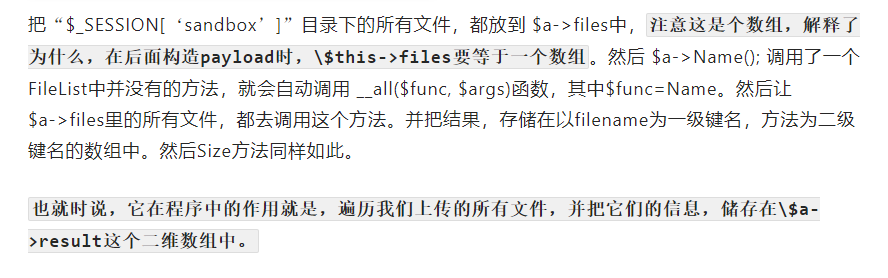 把“$_SESSION[ ‘sandbox’ ]”目录下的所有文件，都放到 $a->files中，注意这是个数组，解释了
为什么，在后面构造payload时，\$this->files要等于一个数组。然后 $a->Name(); 调用了一个
FileList中并没有的方法，就会自动调用 __all($func, $args)函数，其中$func=Name。然后让
$a->files里的所有文件，都去调用这个方法。并把结果，存储在以filename为一级键名，方法为二级
键名的数组中。然后Size方法同样如此。
也就时说，它在程序中的作用就是，遍历我们上传的所有文件，并把它们的信息，储存在\$a-
>result这个二维数组中。